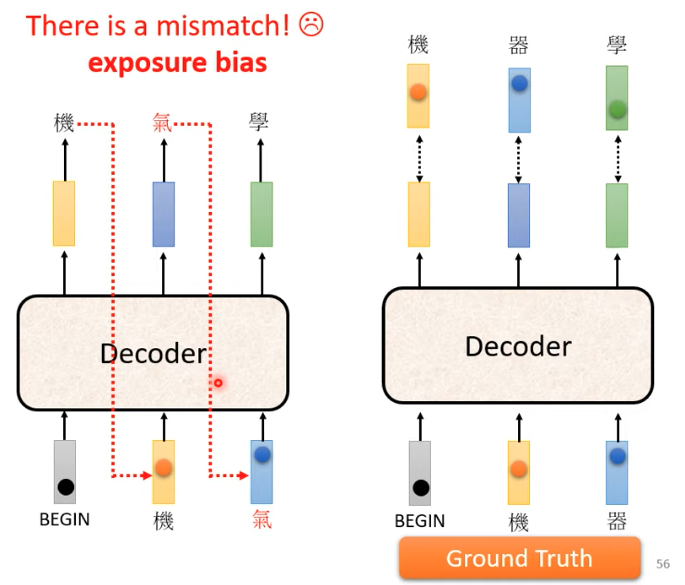 There is a mismatch! ☹
exposure bias
機 氣 學
Decoder
BEGIN 機 氣
機 器 學
Decoder
BEGIN 機 器
Ground Truth
56